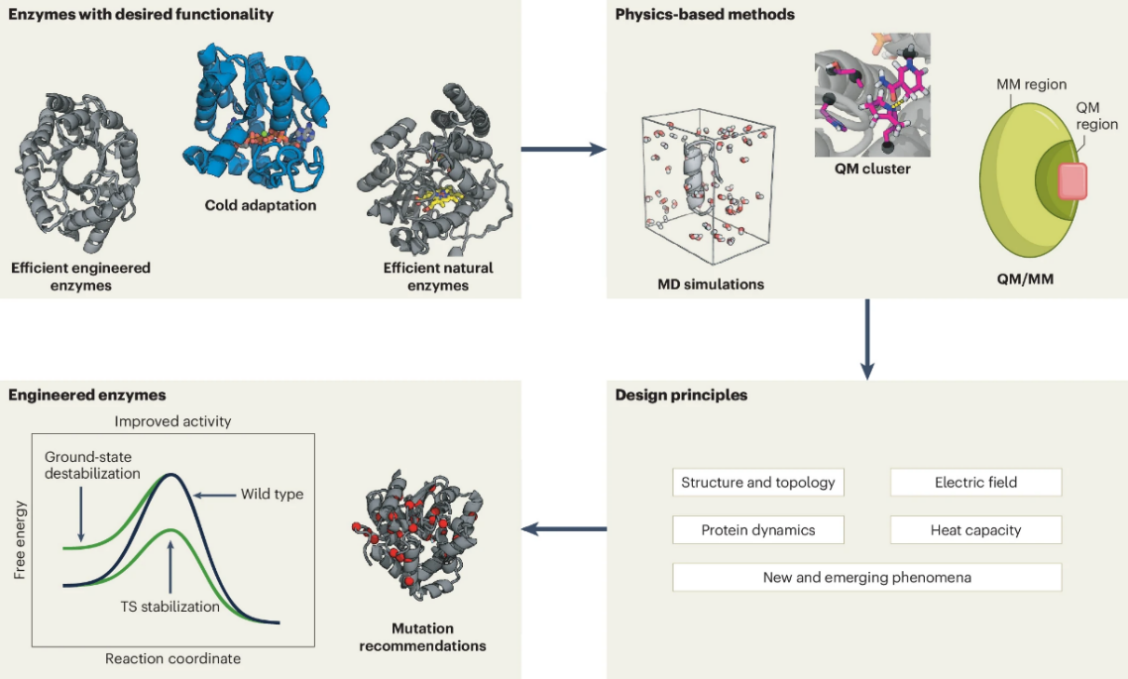 Enzymes with desired functionality
Cold adaptation
Efficient engineered
enzymes
Efficient natural
enzymes
Physics-based methods
MD simulations
QM cluster
MM region
QM
region
QM/MM
Design principles
Structure and topology
Electric field
Protein dynamics
Heat capacity
New and emerging phenomena
Engineered enzymes
Improved activity
Ground-state
destabilization
Wild type
TS stabilization
Free energy
Reaction coordinate
Mutation
recommendations